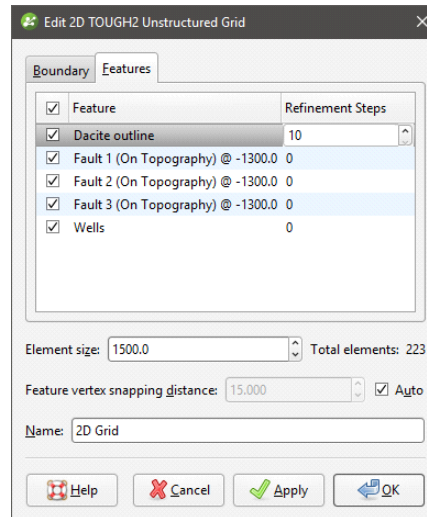 Edit 2D TOUGH2 Unstructured Grid
Boundary Features
Feature Refinement Steps
Dacite outline 10
Fault 1 (On Topography) @ -1300.0 0
Fault 2 (On Topography) @ -1300.0 0
Fault 3 (On Topography) @ -1300.0 0
Wells 0
Element size: 1500.0 Total elements: 223
Feature vertex snapping distance: 15.000 Auto
Name: 2D Grid
Help Cancel Apply OK